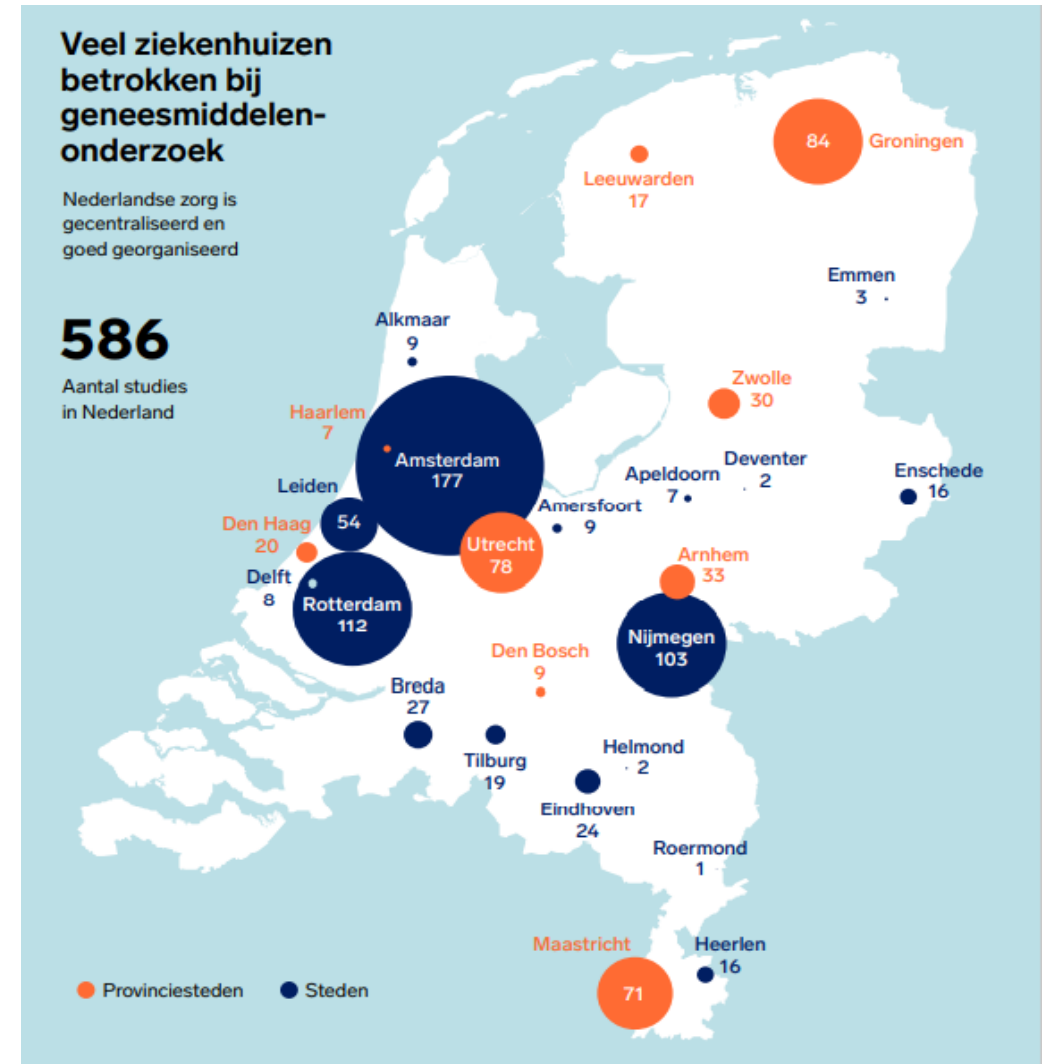 Veel ziekenhuizen
betrokken bij
geneesmiddelen-
onderzoek
Nederlandse zorg is
gecentraliseerd en
goed georganiseerd
586
Aantal studies
in Nederland
84
Groningen
Leeuwarden
17
Emmen
3
Alkmaar
9
Zwolle
30
Haarlem
7
Amsterdam
177
Deventer
2
Apeldoorn
7
Enschede
16
Leiden
54
Amersfoort
9
Den Haag
20
Utrecht
78
Arnhem
33
Delft
8
Rotterdam
112
Nijmegen
103
Den Bosch
9
Breda
27
Tilburg
19
Helmond
2
Eindhoven
24
Roermond
1
Maastricht
71
Heerlen
16
Provinciesteden
Steden